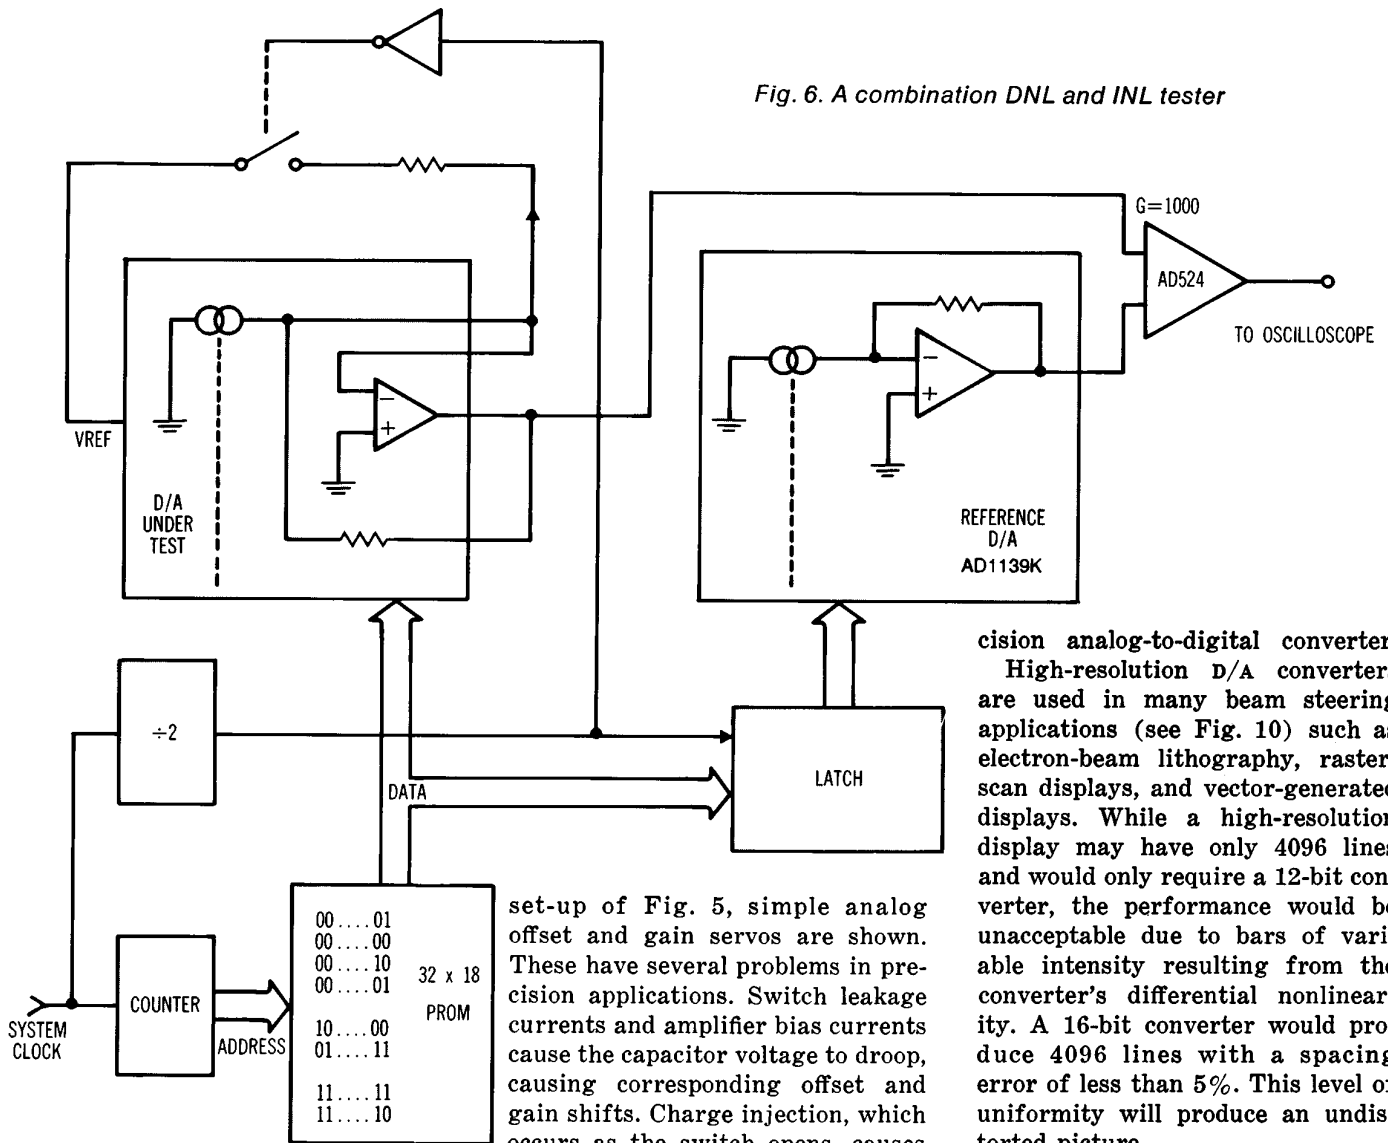 Fig. 6. A combination DNL and INL tester
G=1000
AD524
TO OSCILLOSCOPE
VREF
−
+
D/A
UNDER
TEST
−
+
REFERENCE
D/A
AD1139K
÷2
DATA
LATCH
SYSTEM
CLOCK
COUNTER
ADDRESS
00....01
00....00
00....10
00....01
10....00
01....11
11....11
11....10
32 x 18
PROM
set-up of Fig. 5, simple analog
offset and gain servos are shown.
These have several problems in pre-
cision applications. Switch leakage
currents and amplifier bias currents
cause the capacitor voltage to droop,
causing corresponding offset and
gain shifts. Charge injection, which
occurs as the switch opens, causes
cision analog-to-digital converter
High-resolution D/A converter
are used in many beam steering
applications (see Fig. 10) such a
electron-beam lithography, raster
scan displays, and vector-generated
displays. While a high-resolution
display may have only 4096 lines
and would only require a 12-bit con
verter, the performance would be
unacceptable due to bars of vari
able intensity resulting from the
converter's differential nonlinear
ity. A 16-bit converter would pro
duce 4096 lines with a spacing
error of less than 5%. This level o
uniformity will produce an undis
torted picture.